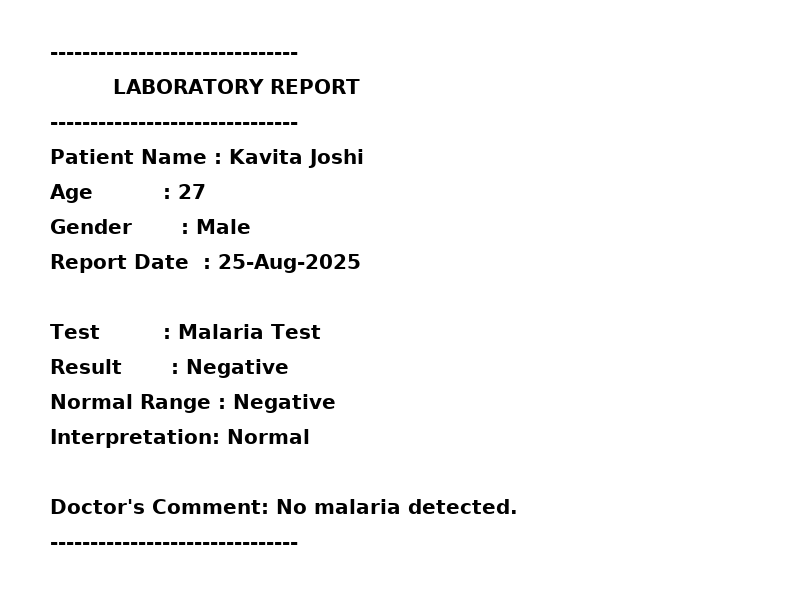 -------------------------------
LABORATORY REPORT
-------------------------------
Patient Name : Kavita Joshi
Age : 27
Gender : Male
Report Date : 25-Aug-2025
Test : Malaria Test
Result : Negative
Normal Range : Negative
Interpretation: Normal
Doctor's Comment: No malaria detected.
-------------------------------